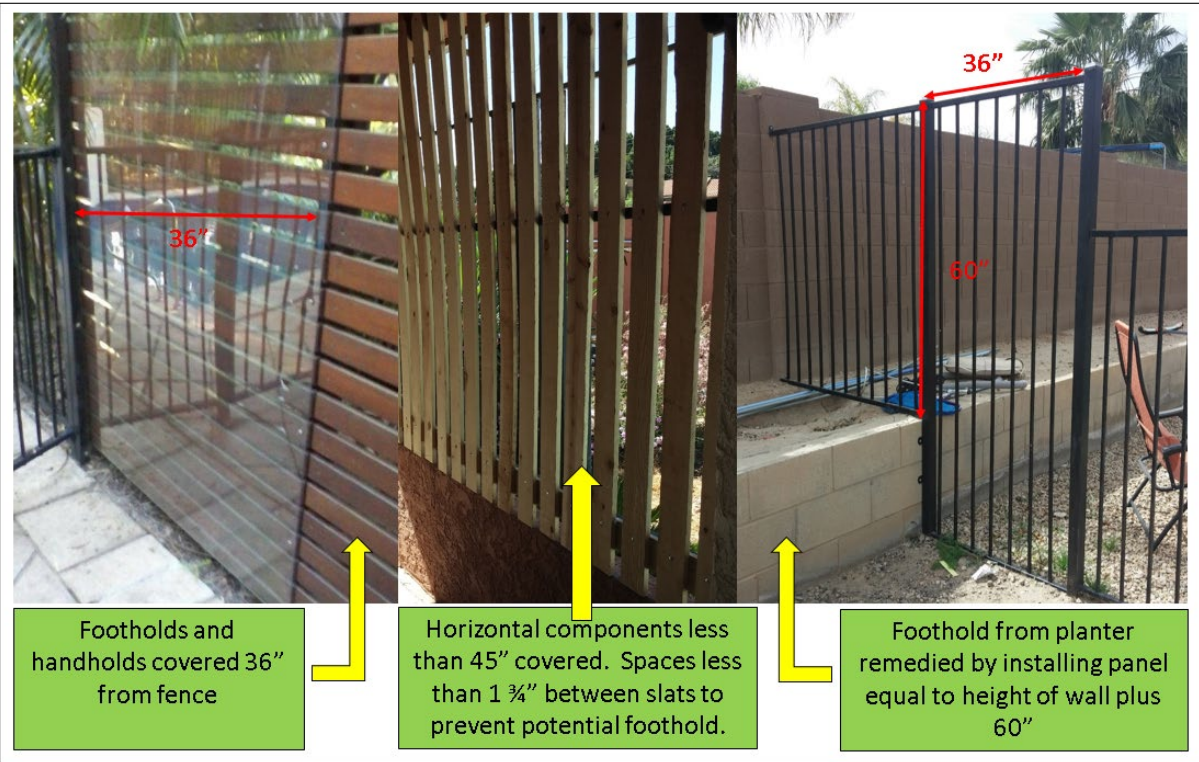 36”
36”
60”
Footholds and
handholds covered 36”
from fence
Horizontal components less
than 45” covered.  Spaces less
than 1 ¾” between slats to
prevent potential foothold.
Foothold from planter
remedied by installing panel
equal to height of wall plus
60”